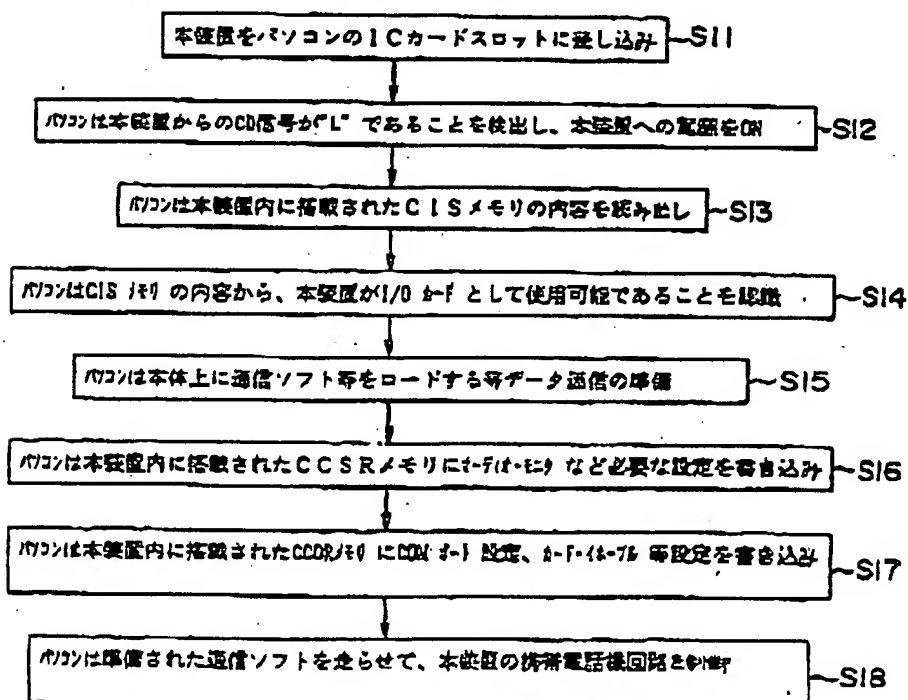 本装置をパソコンのICカードスロットに挿し込み ~S11
パソコンは本装置からのCD信号が"L"であることを検出し、本装置への電源をON ~S12
パソコンは本装置内に搭載されたCISメモリの内容を読み出し ~S13
パソコンはCISメモリの内容から、本装置がI/Oカードとして使用可能であることを認識 ~S14
パソコンは本体上に通信ソフト等をロードする等データ通信の準備 ~S15
パソコンは本装置内に搭載されたCCSRメモリにオーディオ・モニタなど必要な設定を書き込み ~S16
パソコンは本装置内に搭載されたCCORメモリにCOMポート設定、カード・イネーブル等設定を書き込み ~S17
パソコンは準備された通信ソフトを走らせて、本装置の携帯電話機回路を制御 ~S18